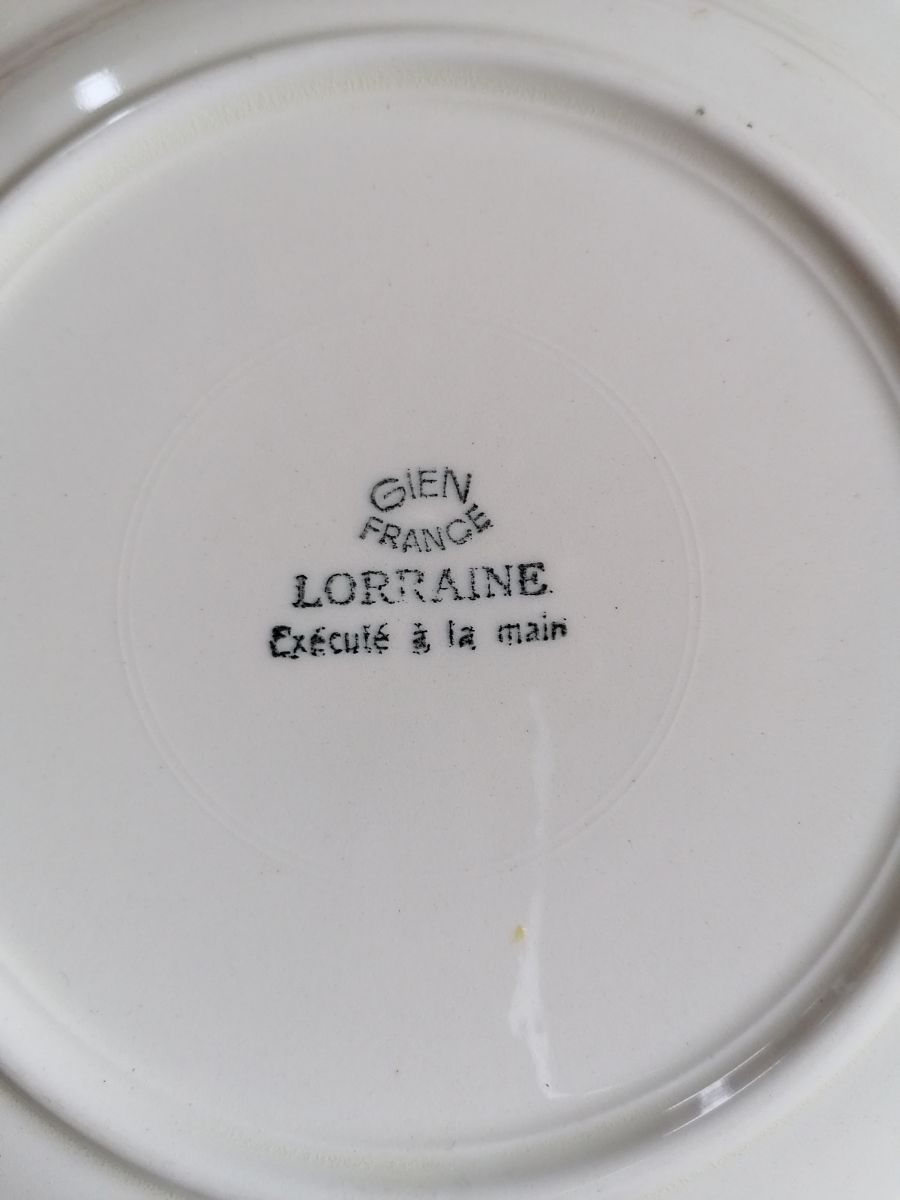 GIEN
FRANCE
LORRAINE
Exécuté à la main